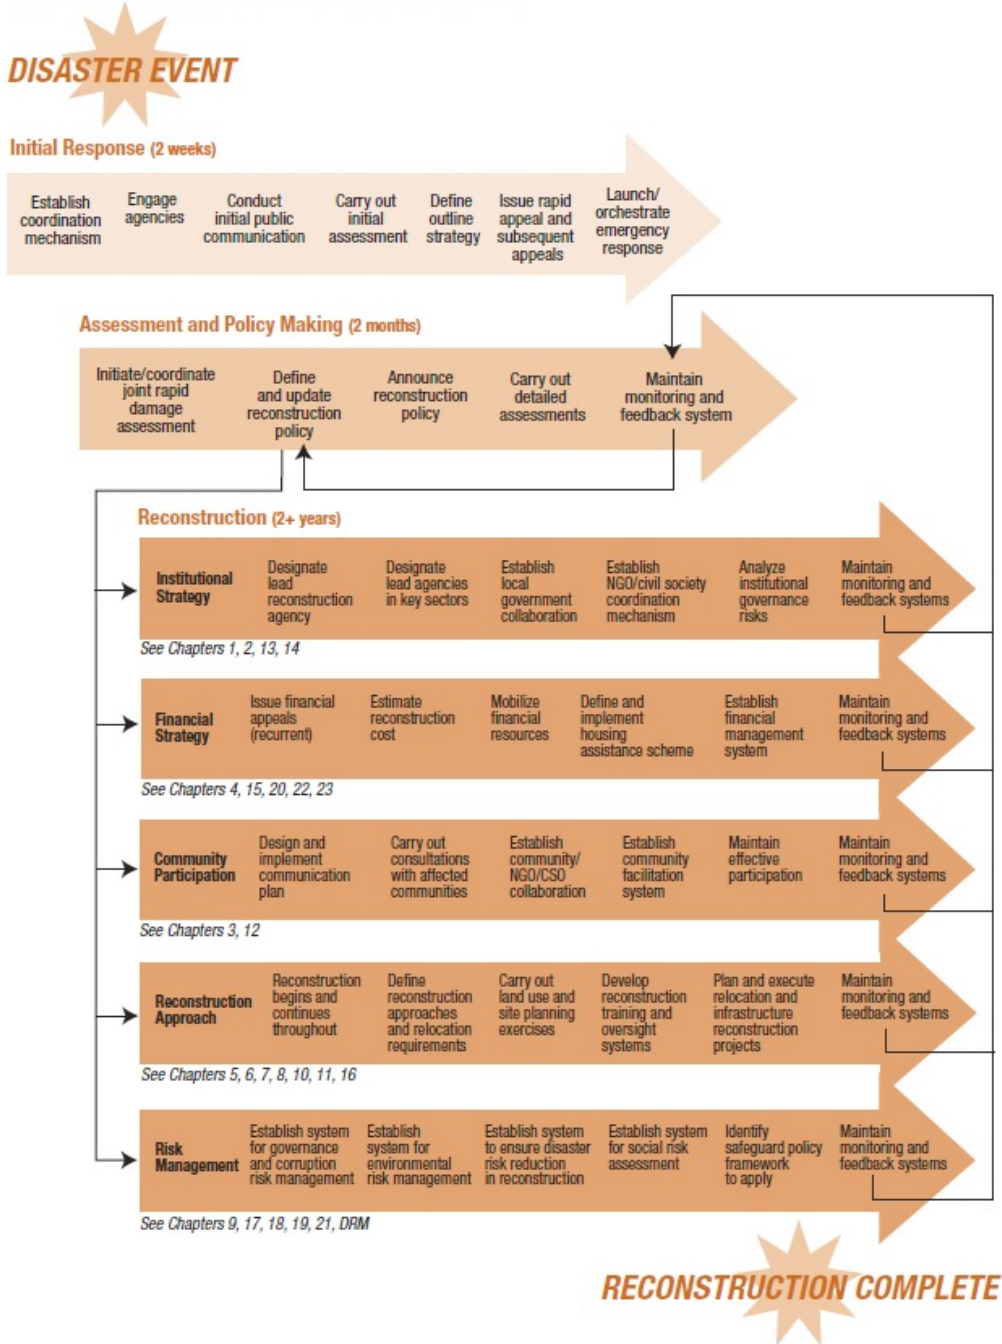 DISASTER EVENT
Initial Response (2 weeks)
Establish
coordination
mechanism
Engage
agencies
Conduct
initial public
communication
Carry out
initial
assessment
Define
outline
strategy
Issue rapid
appeal and
subsequent
appeals
Launch/
orchestrate
emergency
response
Assessment and Policy Making (2 months)
Initiate/coordinate
joint rapid
damage
assessment
Define
and update
reconstruction
policy
Announce
reconstruction
policy
Carry out
detailed
assessments
Maintain
monitoring and
feedback system
Reconstruction (2+ years)
Institutional
Strategy
Designate
lead
reconstruction
agency
Designate
lead agencies
in key sectors
Establish
local
government
collaboration
Establish
NGO/civil society
coordination
mechanism
Analyze
institutional
governance
risks
Maintain
monitoring and
feedback systems
See Chapters 1, 2, 13, 14
Financial
Strategy
Issue financial
appeals
(recurrent)
Estimate
reconstruction
cost
Mobilize
financial
resources
Define and
implement
housing
assistance scheme
Establish
financial
management
system
Maintain
monitoring and
feedback systems
See Chapters 4, 15, 20, 22, 23
Community
Participation
Design and
implement
communication
plan
Carry out
consultations
with affected
communities
Establish
community/
NGO/CSO
collaboration
Establish
community
facilitation
system
Maintain
effective
participation
Maintain
monitoring and
feedback systems
See Chapters 3, 12
Reconstruction
Approach
Reconstruction
begins and
continues
throughout
Define
reconstruction
approaches
and relocation
requirements
Carry out
land use and
site planning
exercises
Develop
reconstruction
training and
oversight
systems
Plan and execute
relocation and
infrastructure
reconstruction
projects
Maintain
monitoring and
feedback systems
See Chapters 5, 6, 7, 8, 10, 11, 16
Risk
Management
Establish system
for governance
and corruption
risk management
Establish
system for
environmental
risk management
Establish system
to ensure disaster
risk reduction
in reconstruction
Establish system
for social risk
assessment
Identify
safeguard policy
framework
to apply
Maintain
monitoring and
feedback systems
See Chapters 9, 17, 18, 19, 21, DRM
RECONSTRUCTION COMPLETE